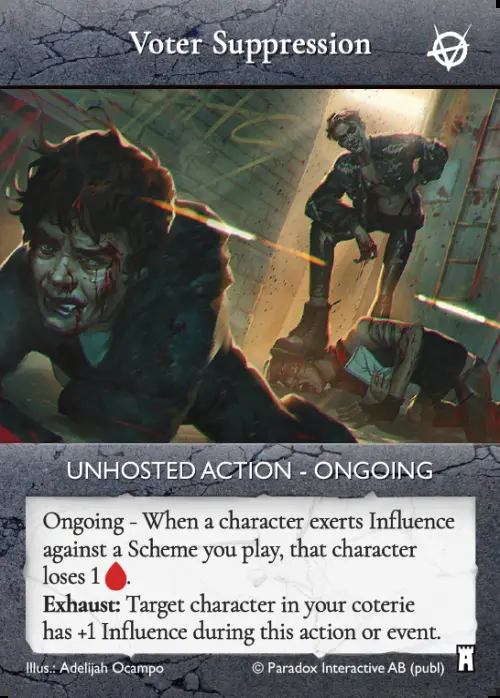 Voter Suppression
UNHOSTED ACTION - ONGOING
Ongoing - When a character exerts Influence
against a Scheme you play, that character
loses 1 .
Exhaust: Target character in your coterie
has +1 Influence during this action or event.
Illus.: Adelijah Ocampo © Paradox Interactive AB (publ)